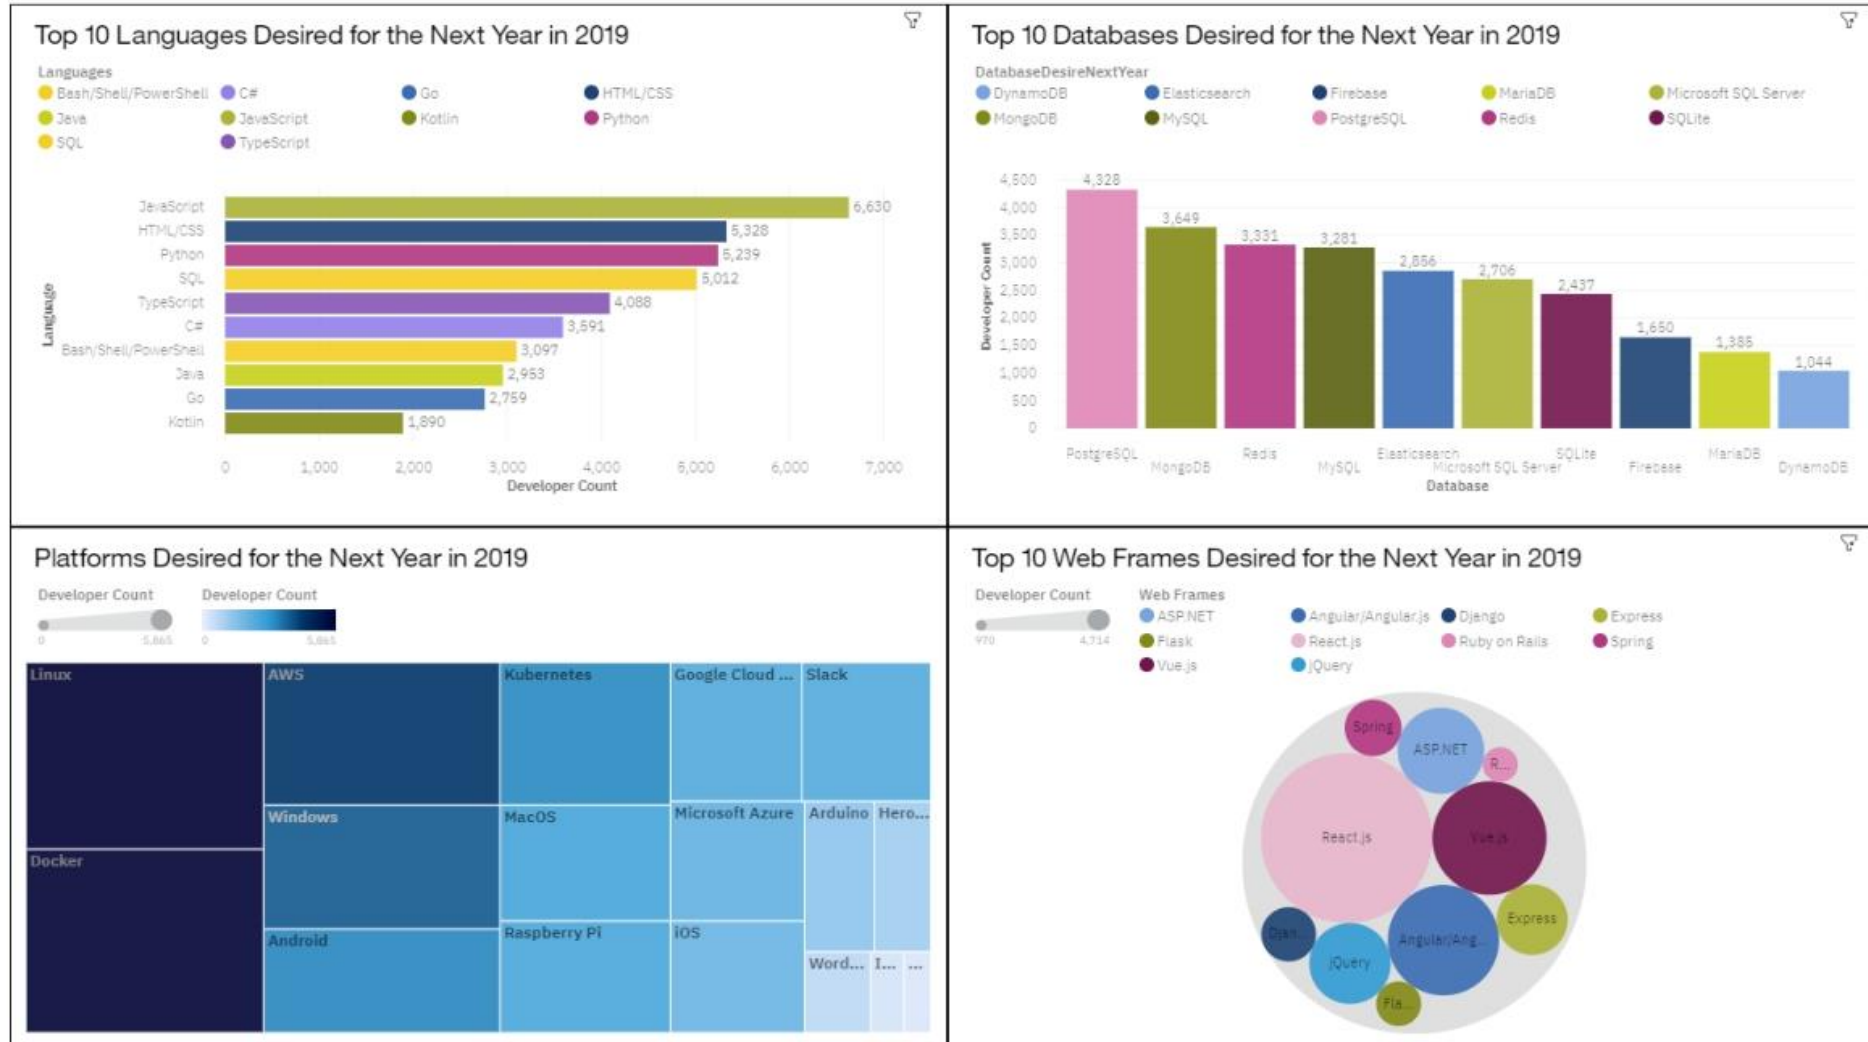 Top 10 Languages Desired for the Next Year in 2019
Languages
Bash/Shell/PowerShell C# Go HTML/CSS
Java JavaScript Kotlin Python
SQL TypeScript
JavaScript 6,630
HTML/CSS 5,328
Python 5,239
SQL 5,012
TypeScript 4,088
C# 3,591
Bash/Shell/PowerShell 3,097
Java 2,953
Go 2,759
Kotlin 1,890
Language
0 1,000 2,000 3,000 4,000 5,000 6,000 7,000
Developer Count
Top 10 Databases Desired for the Next Year in 2019
DatabaseDesireNextYear
DynamoDB Elasticsearch Firebase MariaDB Microsoft SQL Server
MongoDB MySQL PostgreSQL Redis SQLite
4,500
4,000
3,500
3,000
2,500
2,000
1,500
1,000
500
0
Developer Count
4,328 3,649 3,331 3,281 2,856 2,706 2,437 1,650 1,385 1,044
PostgreSQL MongoDB Redis MySQL Elasticsearch Microsoft SQL Server SQLite Firebase MariaDB DynamoDB
Database
Platforms Desired for the Next Year in 2019
Developer Count Developer Count
0 5,865 0 5,865
Linux AWS Kubernetes Google Cloud ... Slack
Windows MacOS Microsoft Azure Arduino Hero...
Docker
Android Raspberry Pi iOS
Word... I... ...
Top 10 Web Frames Desired for the Next Year in 2019
Developer Count
970 4,714
Web Frames
ASP.NET Angular/Angular.js Django Express
Flask React.js Ruby on Rails Spring
Vue.js jQuery
Spring
ASP.NET
R...
React.js Vue.js
Express
Djan...
Angular/Ang...
jQuery
Fla...